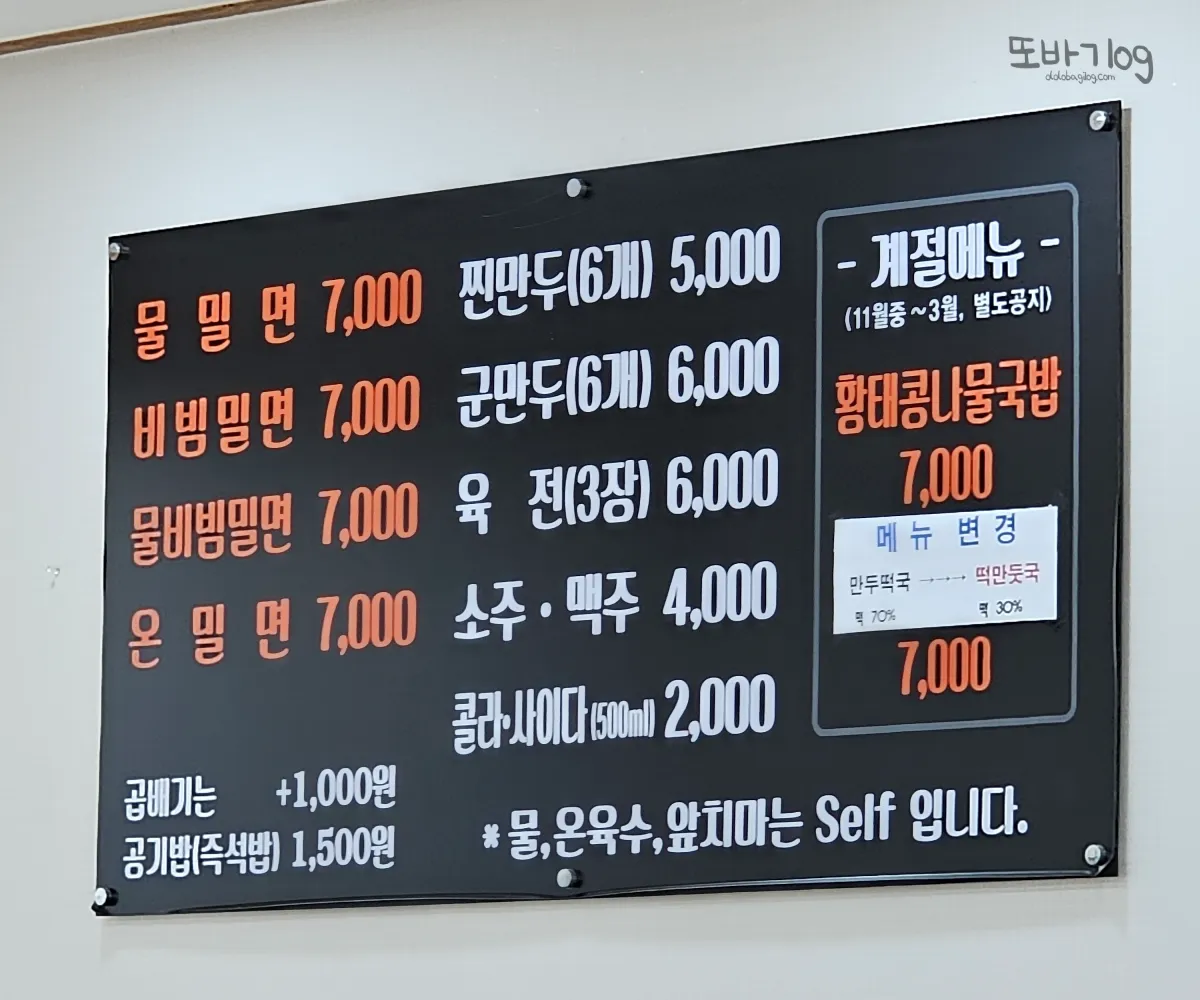 또바기log
ddobagilog.com
물 밀 면 7,000
비빔밀면 7,000
물비빔밀면 7,000
온 밀 면 7,000
곱배기는 +1,000원
공기밥(즉석밥) 1,500원
찐만두(6개) 5,000
군만두(6개) 6,000
육 전(3장) 6,000
소주·맥주 4,000
콜라·사이다(500ml) 2,000
*물,온육수,앞치마는 Self 입니다.
- 계절메뉴 -
(11월중~3월, 별도공지)
황태콩나물국밥
7,000
메뉴 변경
만두떡국 →→→ 떡만둣국
떡 70% 떡 30%
7,000